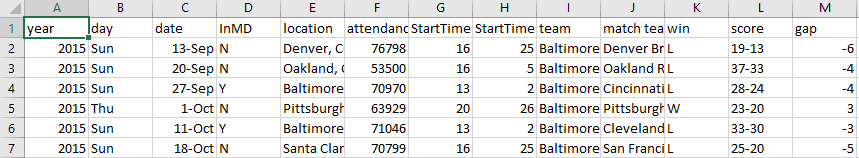 A B C D E F G H I J K L M
1 year day date InMD location attendanc StartTime StartTime team match tea win score gap
2 2015 Sun 13-Sep N Denver, C 76798 16 25 Baltimore Denver Br L 19-13 -6
3 2015 Sun 20-Sep N Oakland, 53500 16 5 Baltimore Oakland R L 37-33 -4
4 2015 Sun 27-Sep Y Baltimore 70970 13 2 Baltimore Cincinnati L 28-24 -4
5 2015 Thu 1-Oct N Pittsburgh 63929 20 26 Baltimore Pittsburgh W 23-20 3
6 2015 Sun 11-Oct Y Baltimore 71046 13 2 Baltimore Cleveland L 33-30 -3
7 2015 Sun 18-Oct N Santa Clar 70799 16 25 Baltimore San Franci L 25-20 -5